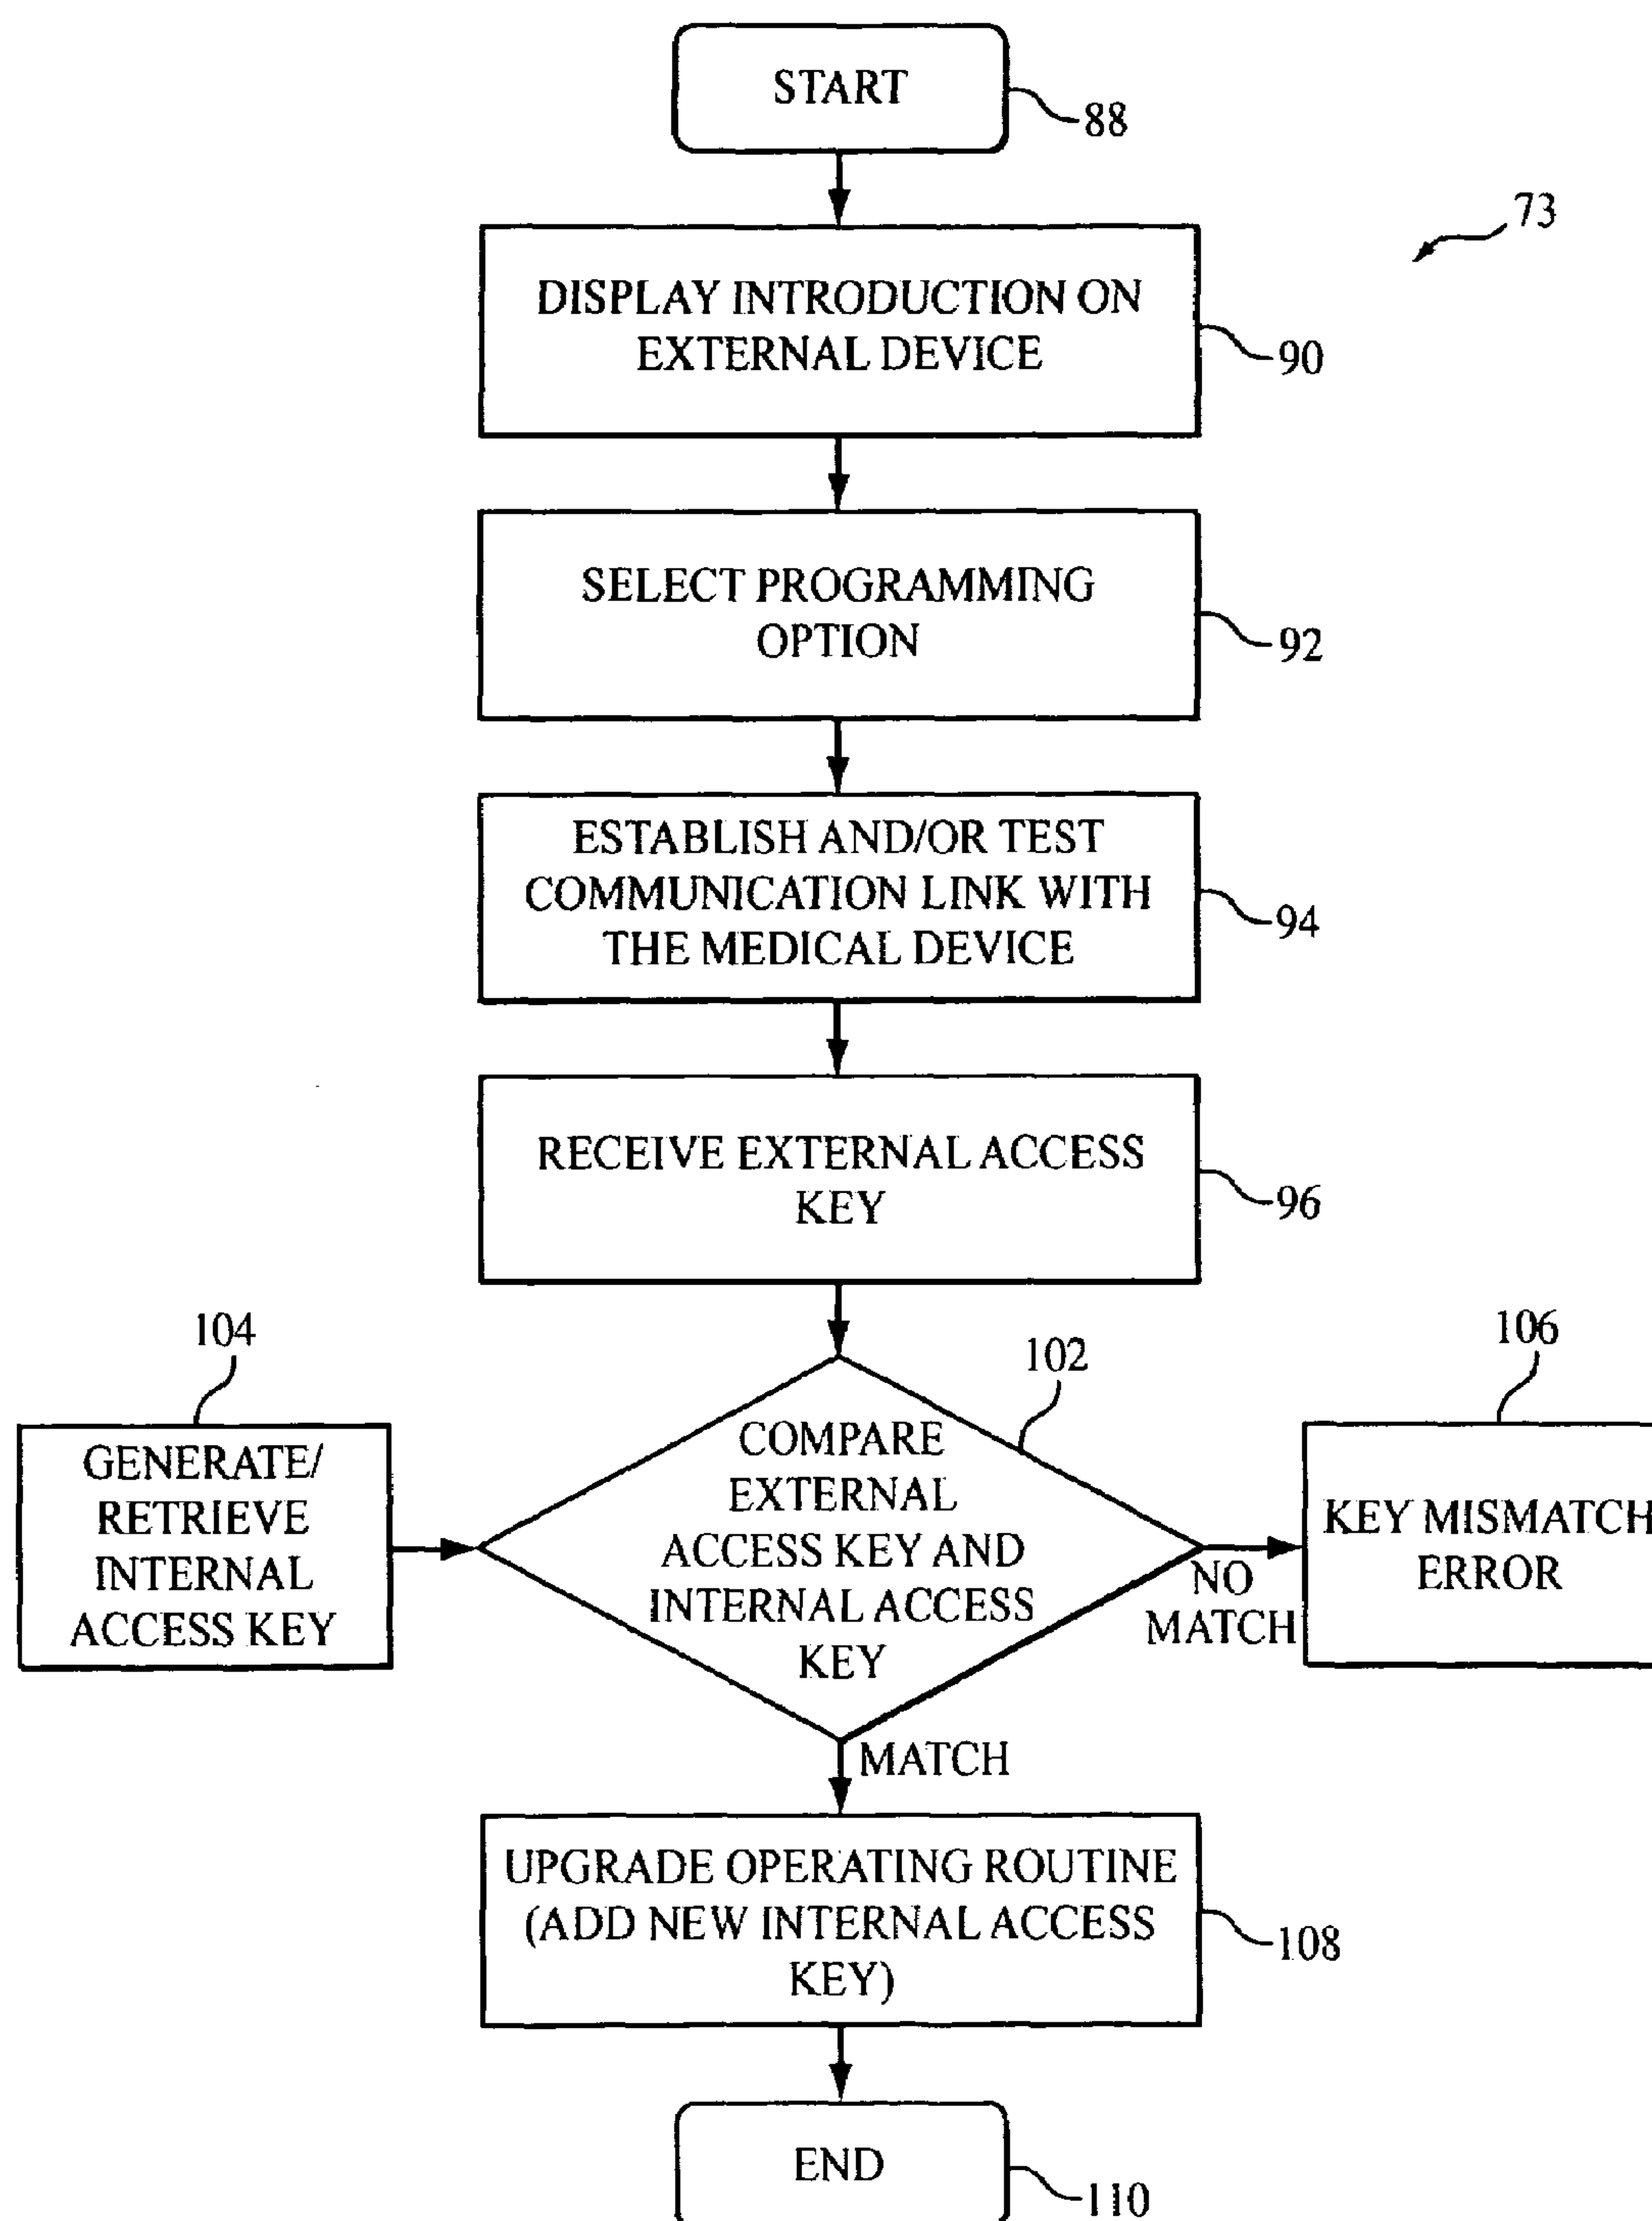 START
88
73
DISPLAY INTRODUCTION ON
EXTERNAL DEVICE
90
SELECT PROGRAMMING
OPTION
92
ESTABLISH AND/OR TEST
COMMUNICATION LINK WITH
THE MEDICAL DEVICE
94
RECEIVE EXTERNAL ACCESS
KEY
96
104
GENERATE/
RETRIEVE
INTERNAL
ACCESS KEY
102
COMPARE
EXTERNAL
ACCESS KEY AND
INTERNAL ACCESS
KEY
NO
MATCH
106
KEY MISMATCH
ERROR
MATCH
UPGRADE OPERATING ROUTINE
(ADD NEW INTERNAL ACCESS
KEY)
108
END
110